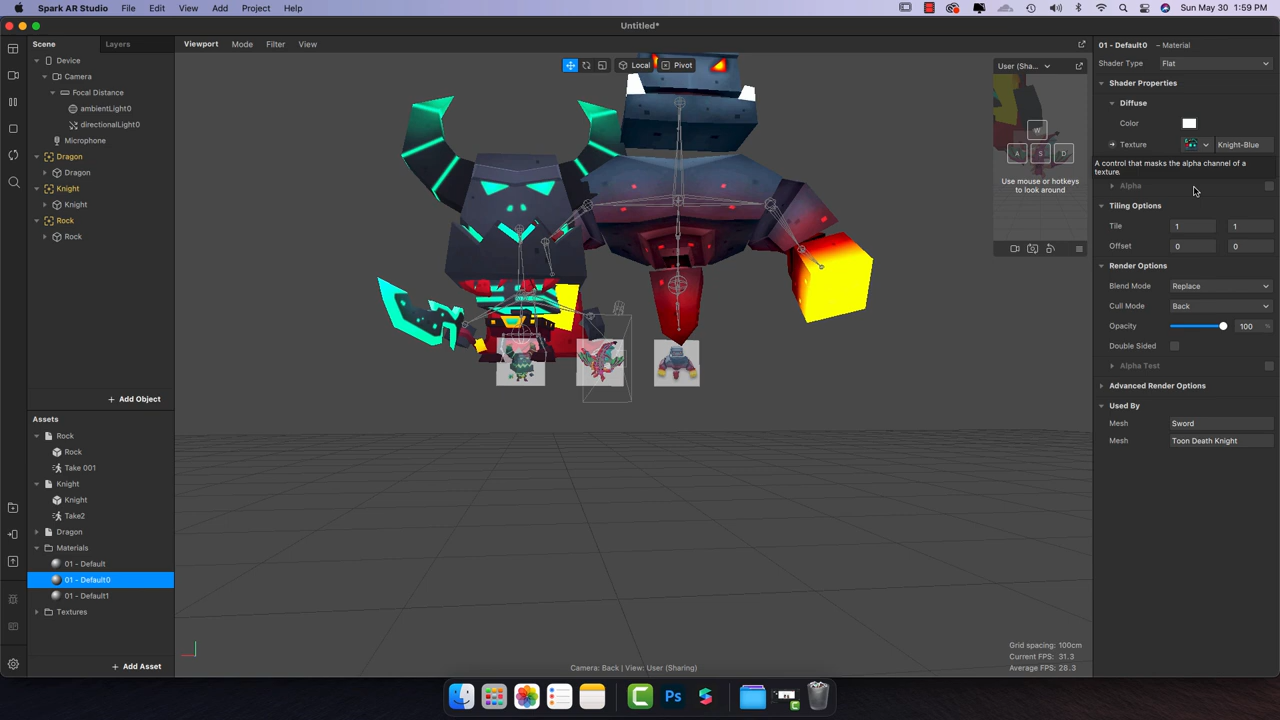 Spark AR Studio File Edit View Add Project Help Sun May 30 1:59 PM
Untitled*
Scene Layers
Device
Camera
Focal Distance
ambientLight0
directionalLight0
Microphone
Dragon
Dragon
Knight
Knight
Rock
Rock
Add Object
Assets
Rock
Rock
Take 001
Knight
Knight
Take2
Dragon
Materials
01 - Default
01 - Default0
01 - Default1
Textures
Add Asset
Viewport Mode Filter View
Local Pivot
User (Sha...
W
A S D
Use mouse or hotkeys
to look around
Camera: Back | View: User (Sharing)
Grid spacing: 100cm
Current FPS: 31.3
Average FPS: 28.3
01 - Default0 – Material
Shader Type Flat
Shader Properties
Diffuse
Color
Texture Knight-Blue
A control that masks the alpha channel of a
texture.
Alpha
Tiling Options
Tile 1 1
Offset 0 0
Render Options
Blend Mode Replace
Cull Mode Back
Opacity 100 %
Double Sided
Alpha Test
Advanced Render Options
Used By
Mesh Sword
Mesh Toon Death Knight
Ps